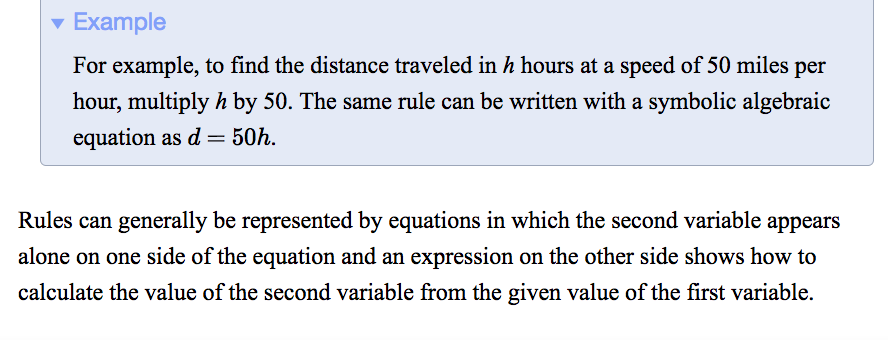 Example
For example, to find the distance traveled in h hours at a speed of 50 miles per
hour, multiply h by 50. The same rule can be written with a symbolic algebraic
equation as d = 50h.
Rules can generally be represented by equations in which the second variable appears
alone on one side of the equation and an expression on the other side shows how to
calculate the value of the second variable from the given value of the first variable.